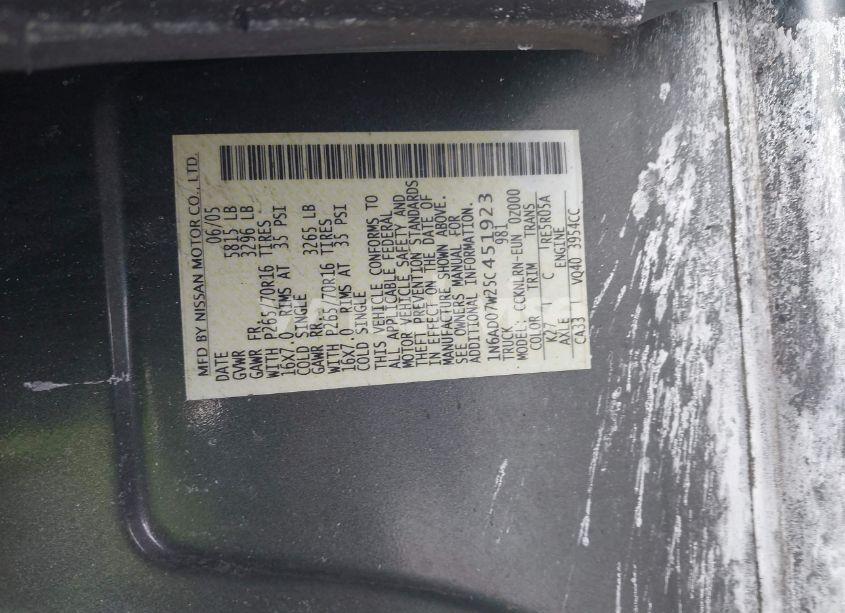 MFD BY NISSAN MOTOR CO., LTD.
DATE 06/05
GVWR 5815 LB
GAWR FR 3296 LB
WITH P265/70R16 TIRES
16X7.0 RIMS AT 35 PSI
COLD SINGLE
GAWR RR 3265 LB
WITH P265/70R16 TIRES
16X7.0 RIMS AT 35 PSI
COLD SINGLE
THIS VEHICLE CONFORMS TO
ALL APPLICABLE FEDERAL
MOTOR VEHICLE SAFETY AND
THEFT PREVENTION STANDARDS
IN EFFECT ON THE DATE OF
MANUFACTURE SHOWN ABOVE.
SEE OWNERS MANUAL FOR
ADDITIONAL INFORMATION.
1N6AD07W25C451923
TRUCK 981
MODEL: CCKNLRN-EUN 0Z000
COLOR TRIM TRANS
K27 C 1RE5R05A
AXLE ENGINE
CA33 VQ40 3954CC